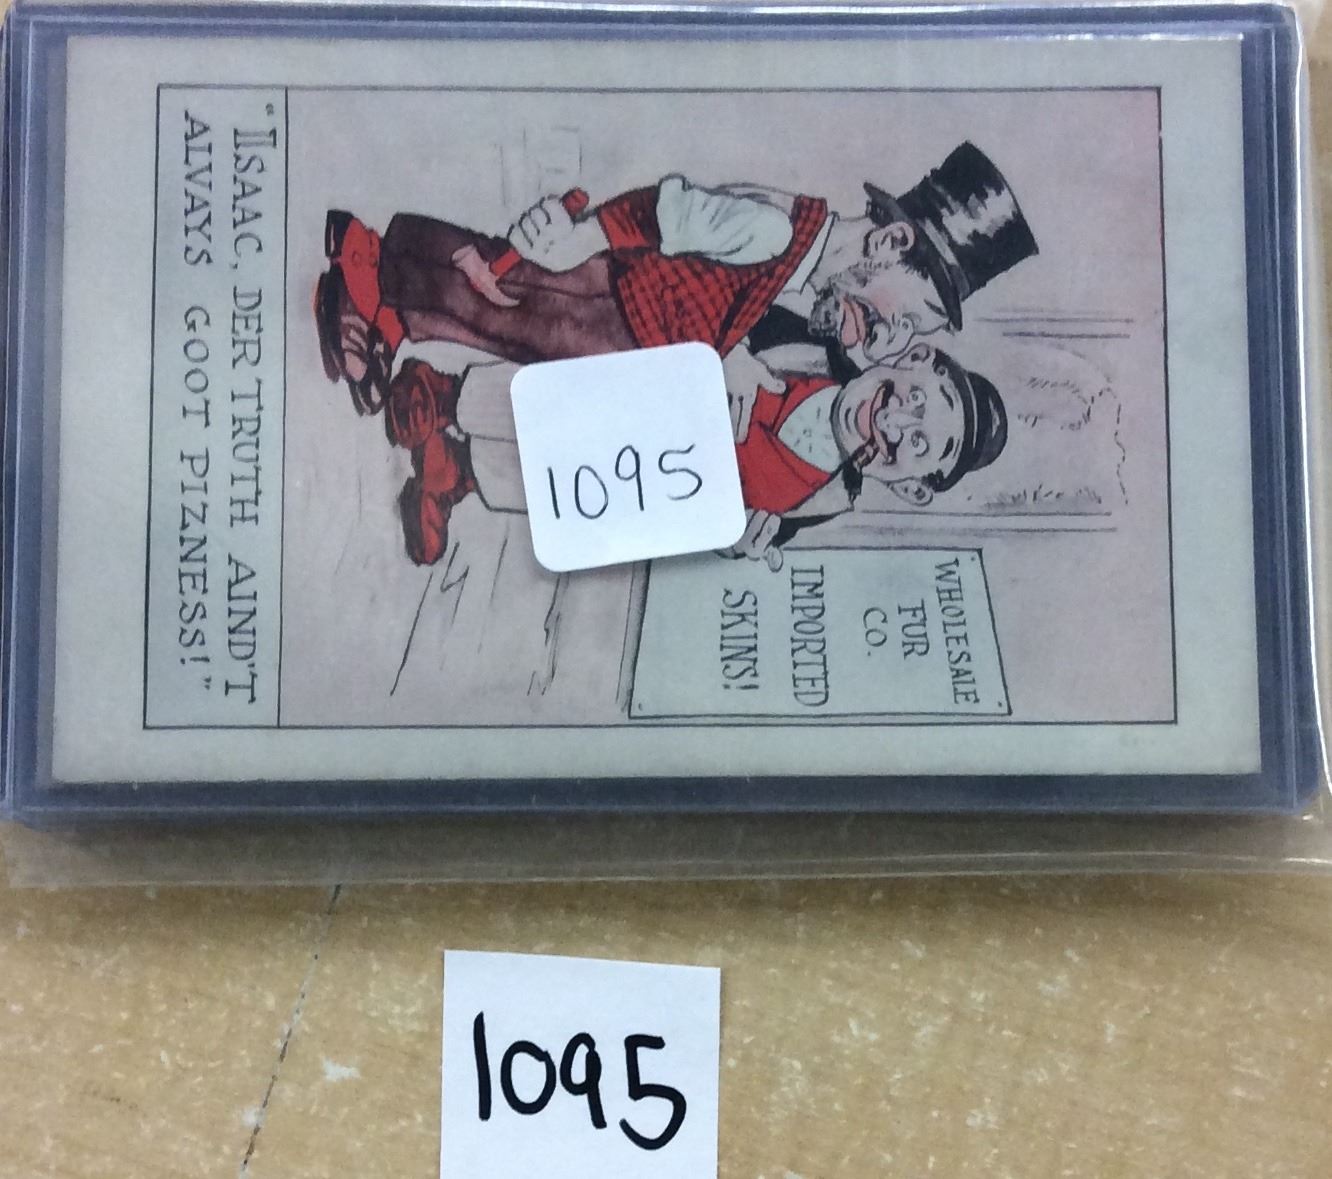 WHOLESALE
FUR
CO.
IMPORTED
SKINS!
"ISAAC, DER TRUTH AIND'T
ALVAYS GOOT PIZNESS!"
1095
1095